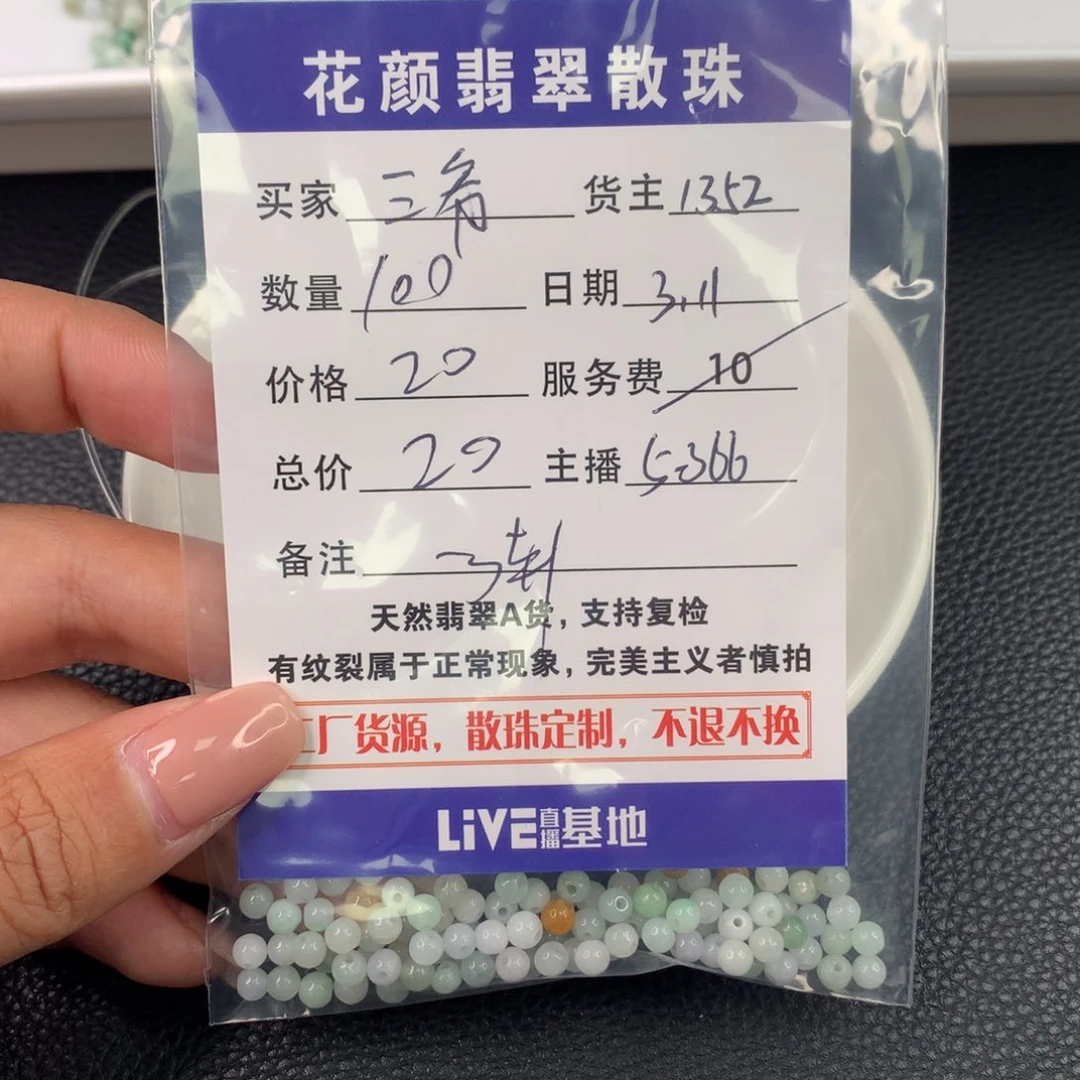 花颜翡翠散珠
买家 三希 货主 1352
数量 100 日期 3.11
价格 20 服务费 10
总价 20 主播 5366
备注
天然翡翠A货，支持复检
有纹裂属于正常现象，完美主义者慎拍
厂货源，散珠定制，不退不换
LiVE直播基地